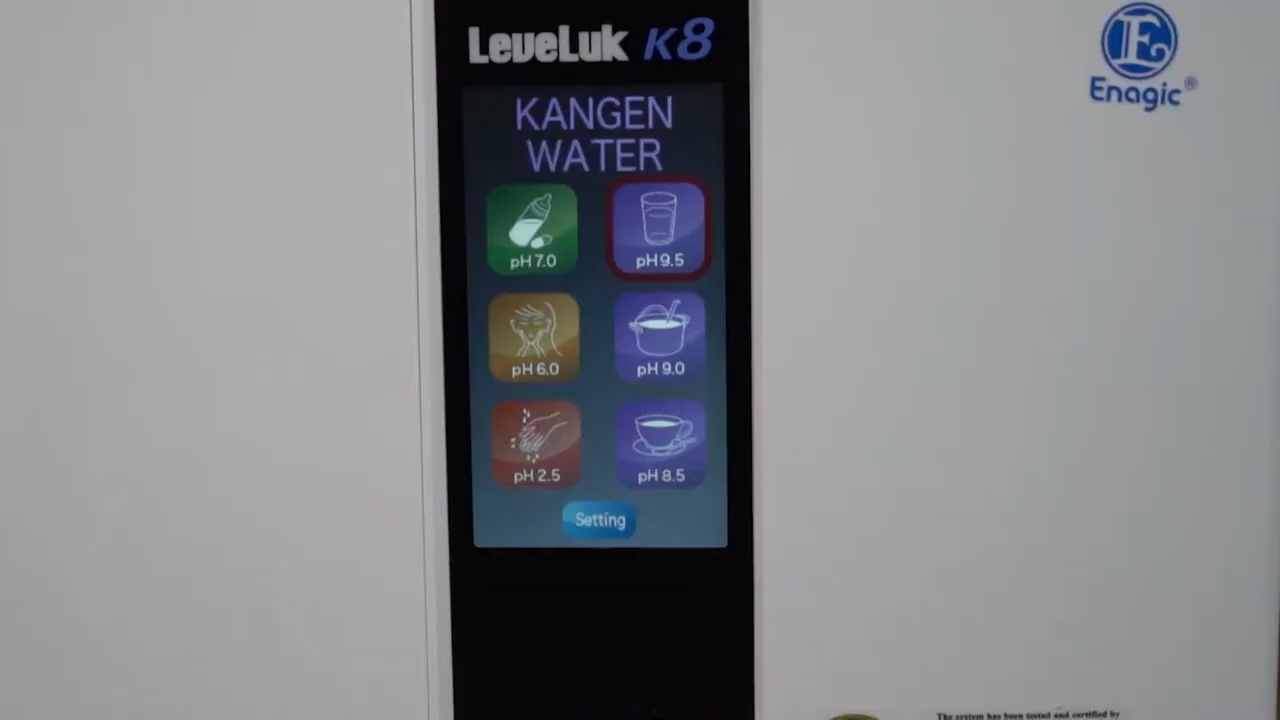 LeveLuk K8
Enagic®
KANGEN
WATER
pH 7.0
pH 9.5
pH 6.0
pH 9.0
pH 2.5
pH 8.5
Setting
The system has been tested and certified by